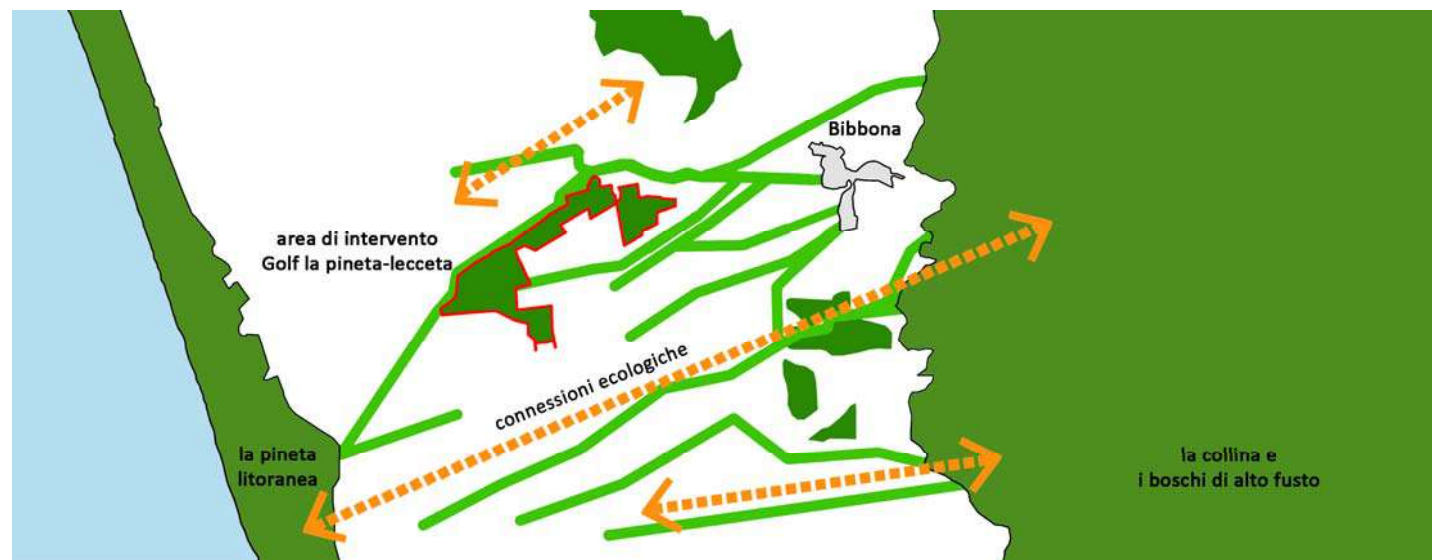 Bibbona
area di intervento
Golf la pineta-lecceta
connessioni ecologiche
la pineta
litoranea
la collina e
i boschi di alto fusto